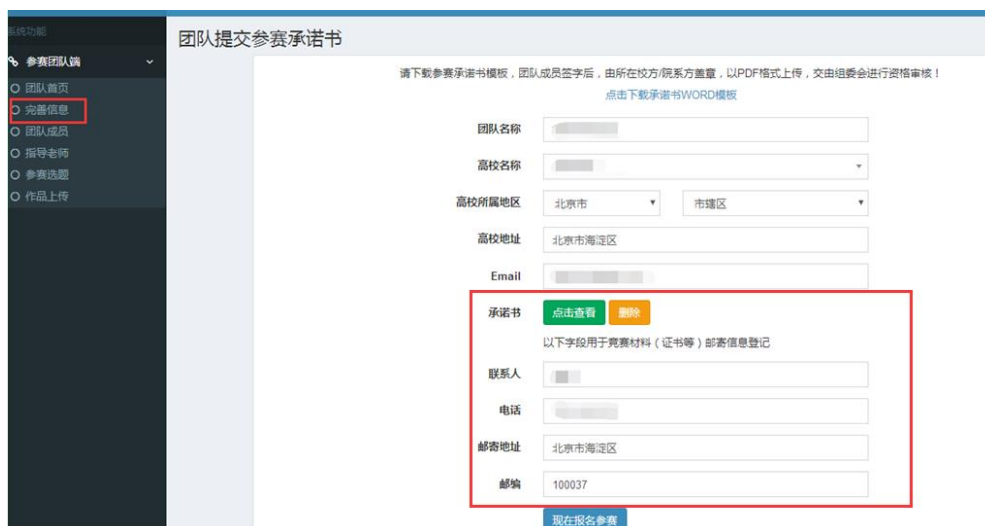 系统功能
参赛团队端
团队首页
完善信息
团队成员
指导老师
参赛选题
作品上传
团队提交参赛承诺书
请下载参赛承诺书模板，团队成员签字后，由所在校方/院系方盖章，以PDF格式上传，交由组委会进行资格审核！
点击下载承诺书WORD模板
团队名称
高校名称
高校所属地区 北京市 市辖区
高校地址 北京市海淀区
Email
承诺书 点击查看 删除
以下字段用于竞赛材料（证书等）邮寄信息登记
联系人
电话
邮寄地址 北京市海淀区
邮编 100037
现在报名参赛